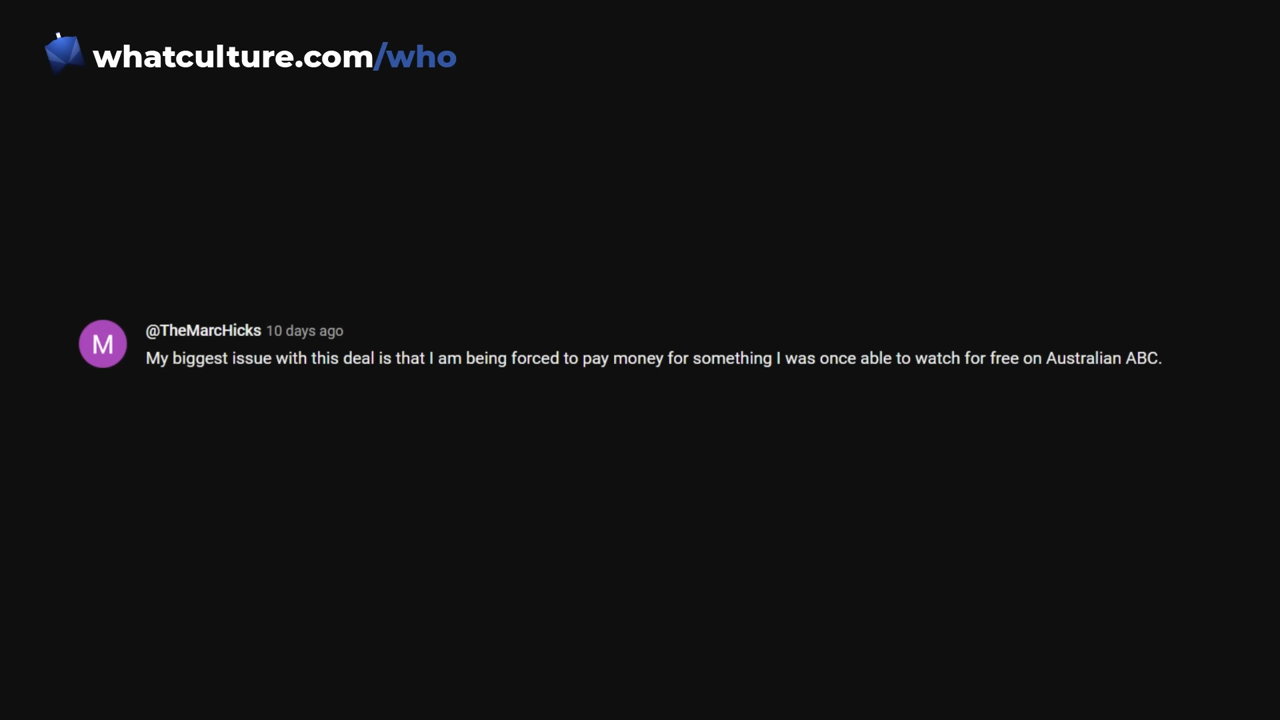 whatculture.com/who
@TheMarcHicks 10 days ago
M
My biggest issue with this deal is that I am being forced to pay money for something I was once able to watch for free on Australian ABC.